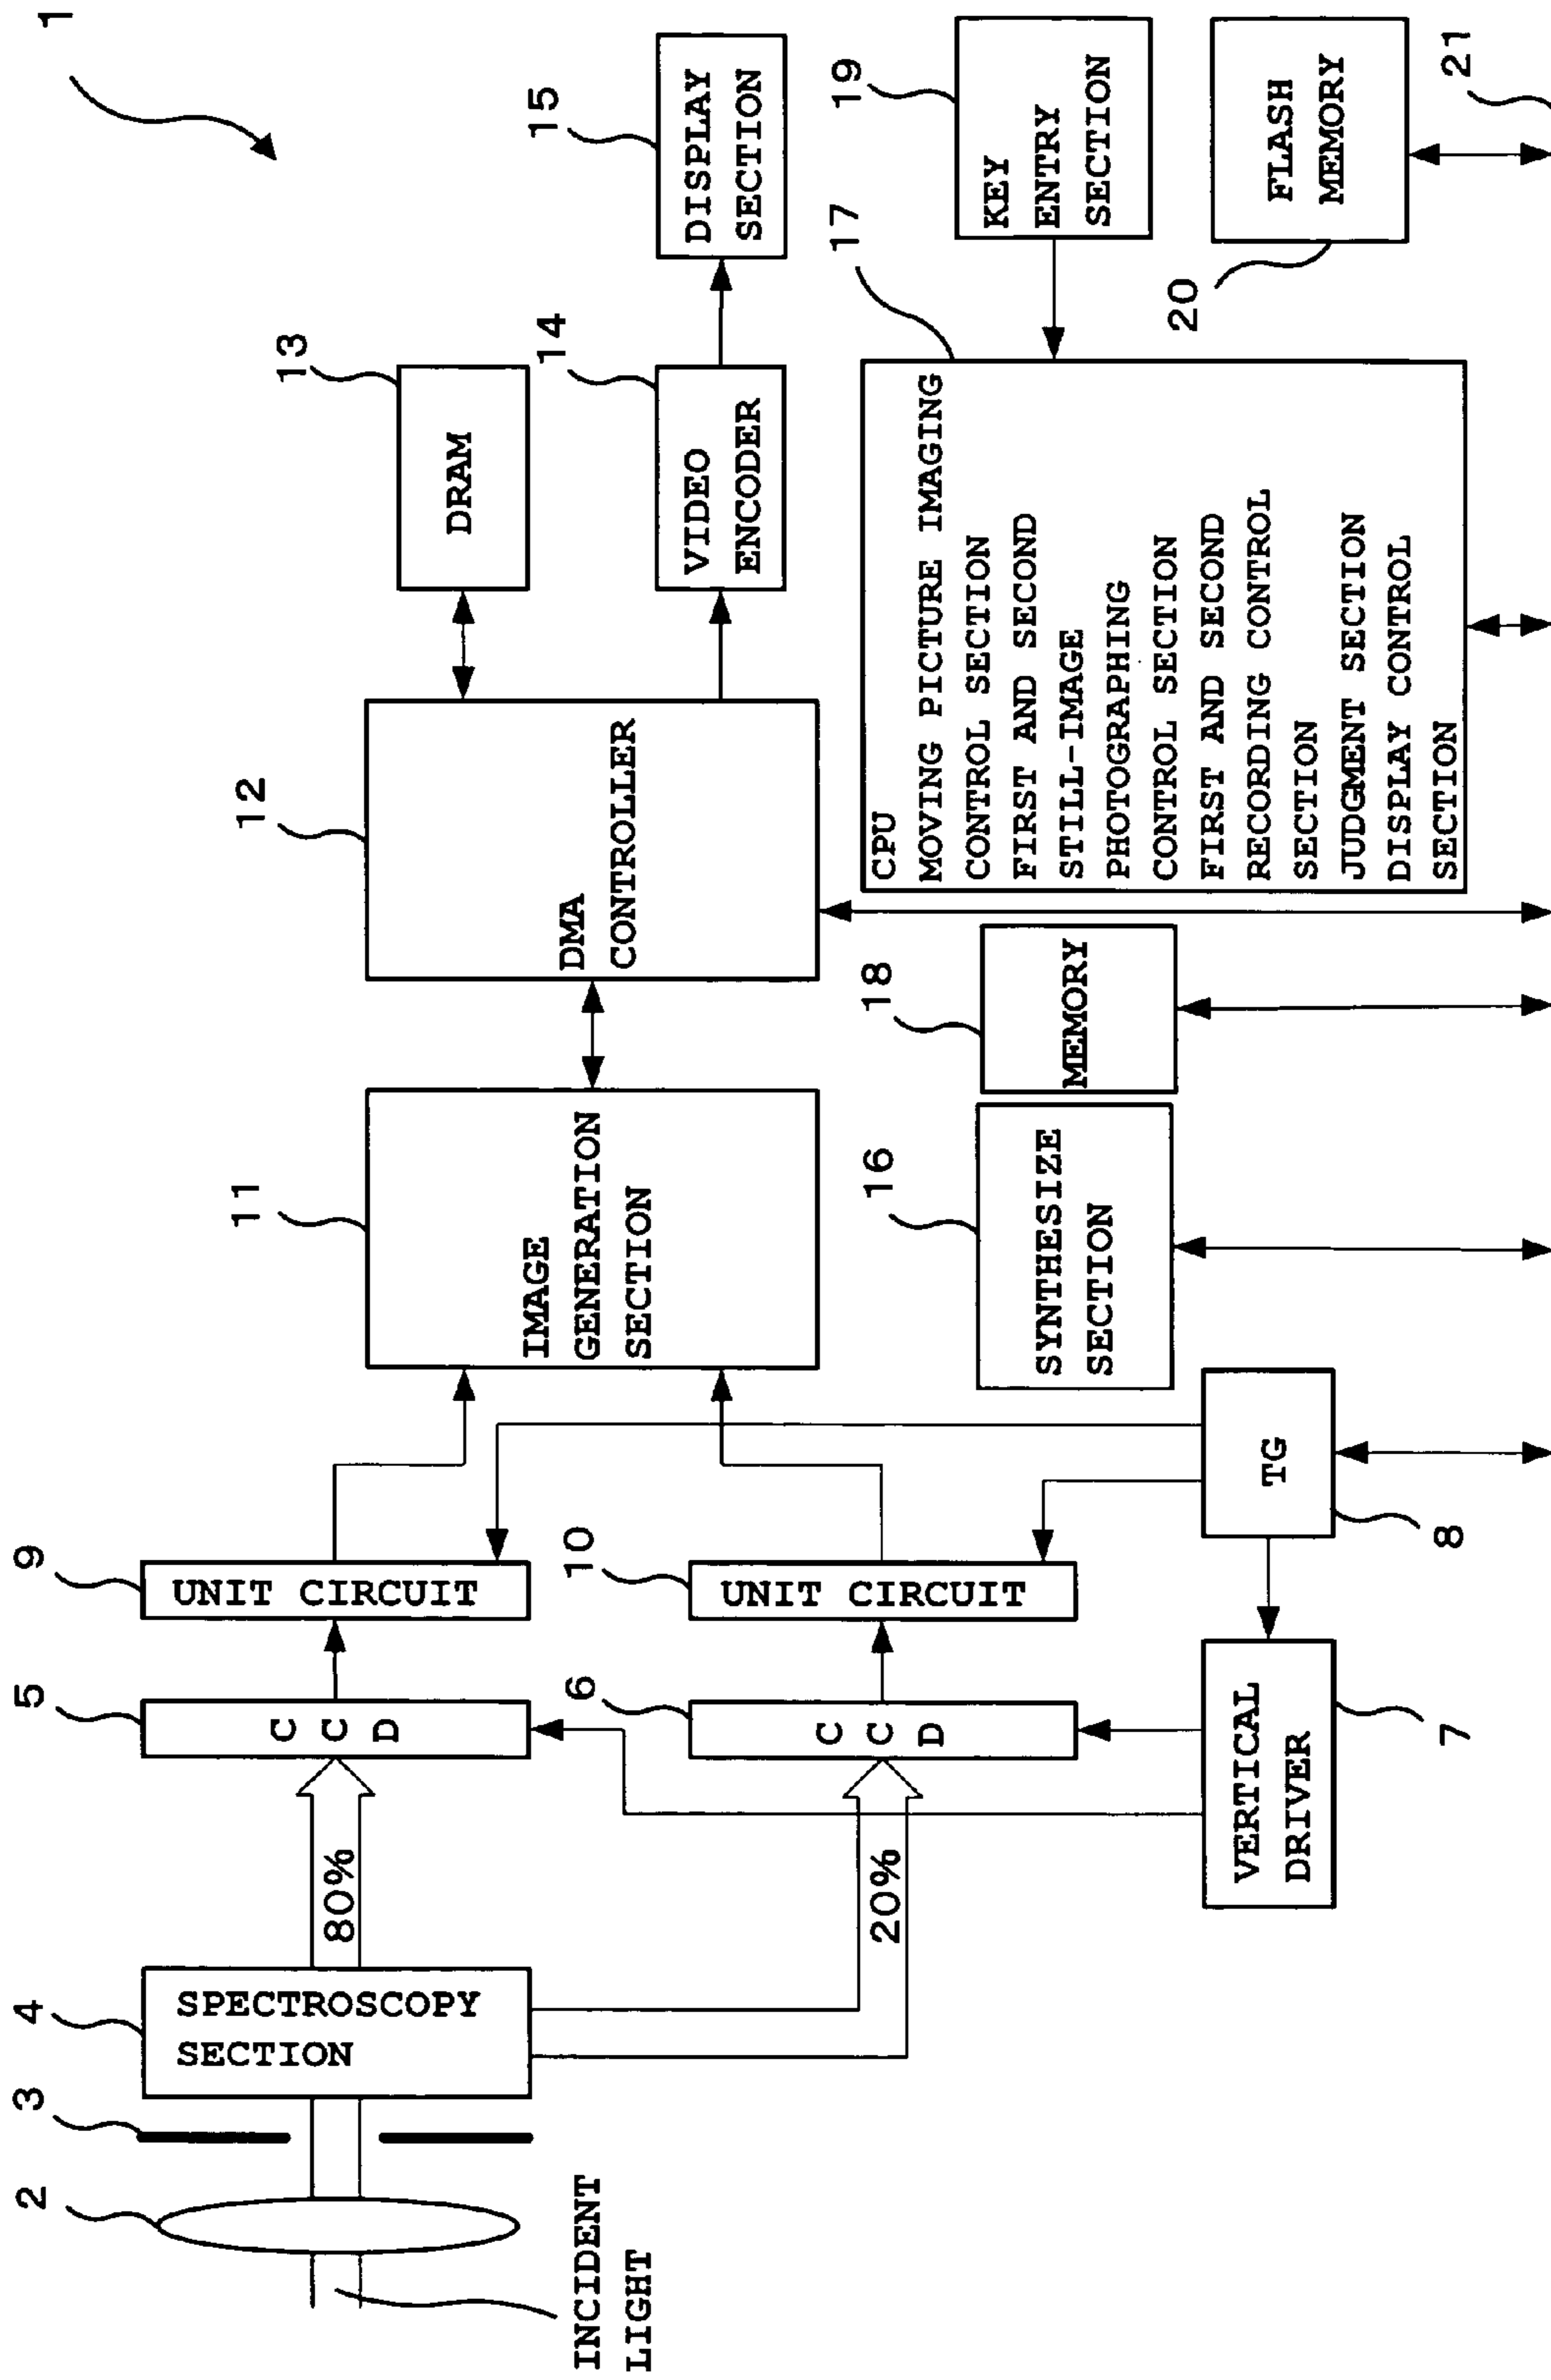 1
2
3
4
5
9
11
12
13
INCIDENT
LIGHT
SPECTROSCOPY
SECTION
80%
C C D
UNIT CIRCUIT
IMAGE
GENERATION
SECTION
DMA
CONTROLLER
DRAM
14
VIDEO
ENCODER
15
DISPLAY
SECTION
20%
6
C C D
10
UNIT CIRCUIT
7
VERTICAL
DRIVER
8
TG
16
SYNTHESIZE
SECTION
18
MEMORY
17
CPU
MOVING PICTURE IMAGING
CONTROL SECTION
FIRST AND SECOND
STILL-IMAGE
PHOTOGRAPHING
CONTROL SECTION
FIRST AND SECOND
RECORDING CONTROL
SECTION
JUDGMENT SECTION
DISPLAY CONTROL
SECTION
19
KEY
ENTRY
SECTION
20
FLASH
MEMORY
21